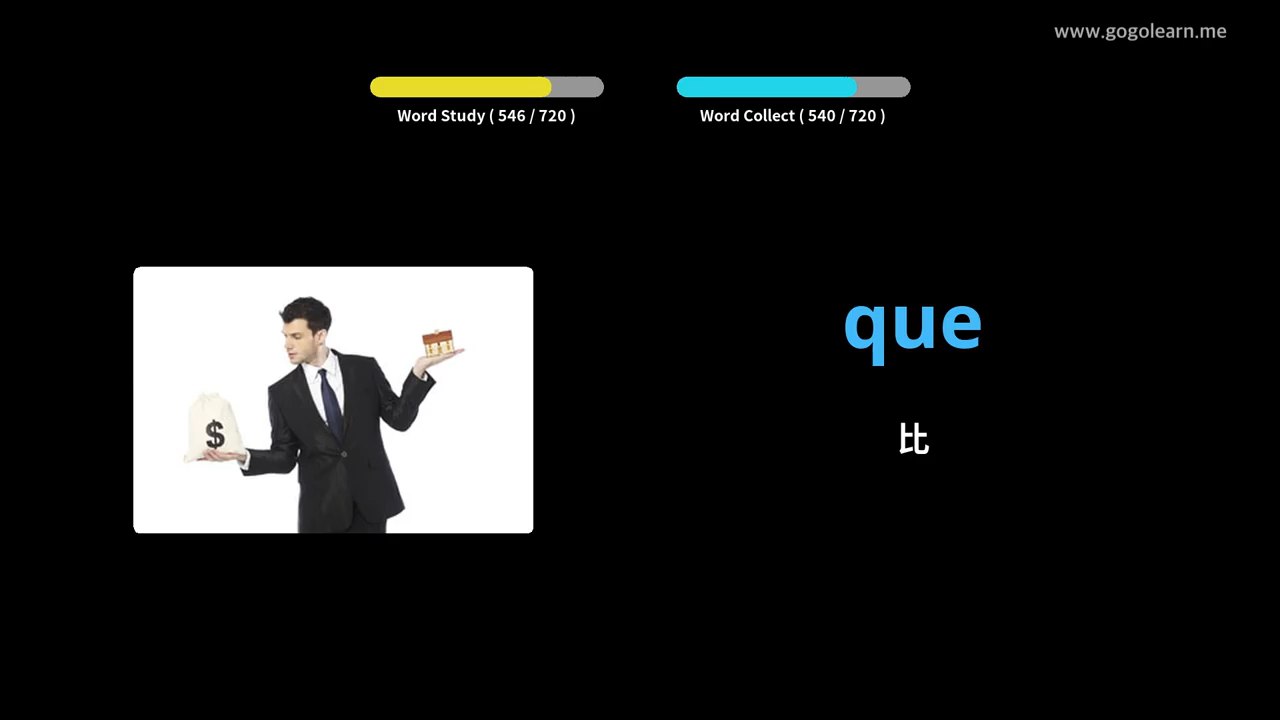 www.gogolearn.me
Word Study ( 546 / 720 )
Word Collect ( 540 / 720 )
$
que
比